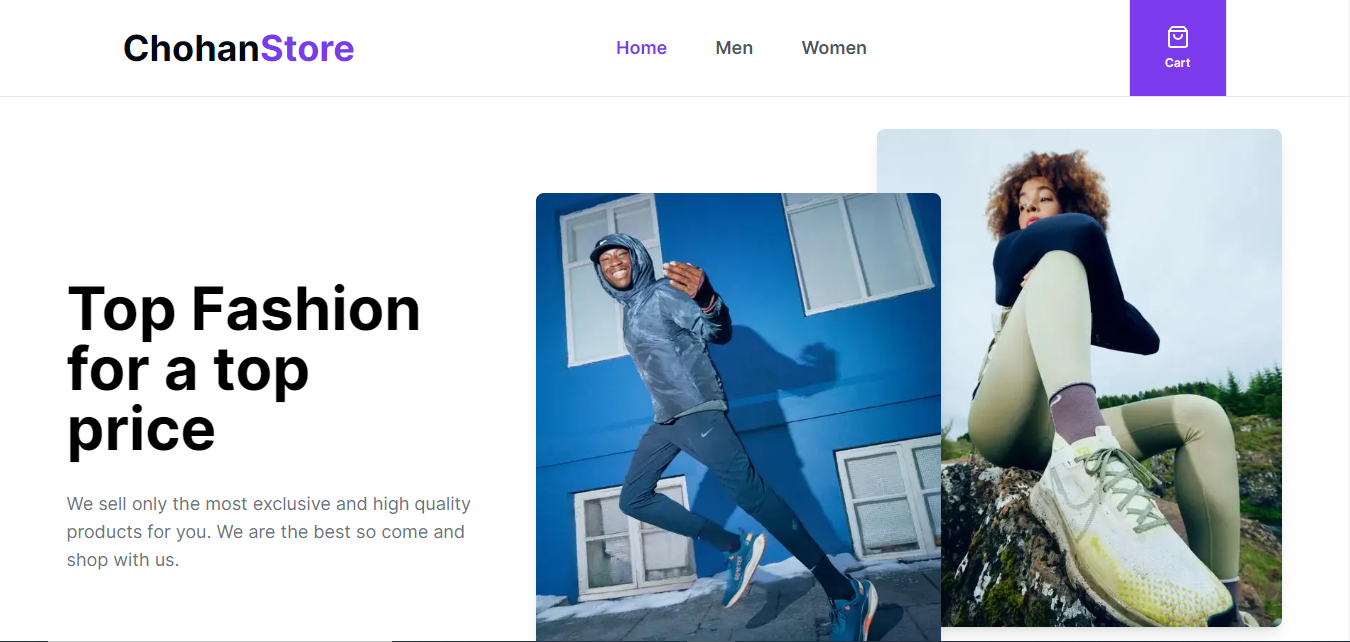 ChohanStore
Home
Men
Women
Cart
Top Fashion
for a top
price
We sell only the most exclusive and high quality
products for you. We are the best so come and
shop with us.